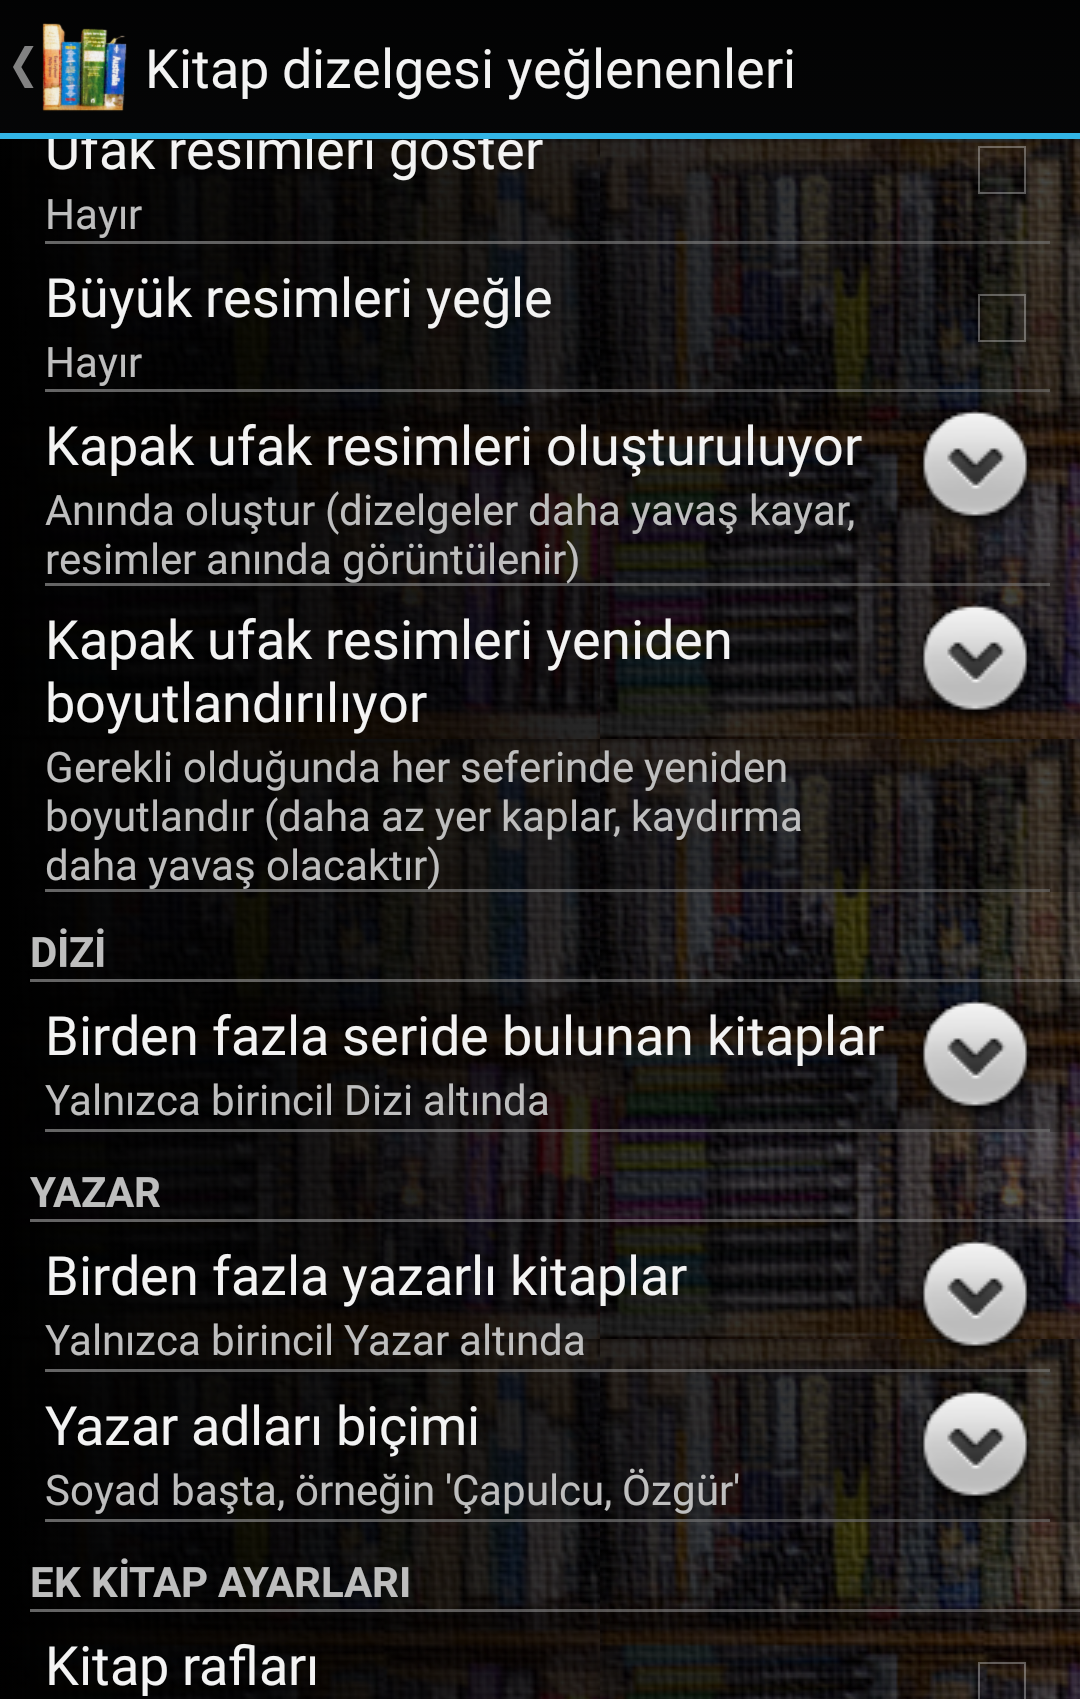 Kitap dizelgesi yeğlenenleri
Ufak resimleri göster
Hayır
Büyük resimleri yeğle
Hayır
Kapak ufak resimleri oluşturuluyor
Anında oluştur (dizelgeler daha yavaş kayar,
resimler anında görüntülenir)
Kapak ufak resimleri yeniden
boyutlandırılıyor
Gerekli olduğunda her seferinde yeniden
boyutlandır (daha az yer kaplar, kaydırma
daha yavaş olacaktır)
DİZİ
Birden fazla seride bulunan kitaplar
Yalnızca birincil Dizi altında
YAZAR
Birden fazla yazarlı kitaplar
Yalnızca birincil Yazar altında
Yazar adları biçimi
Soyad başta, örneğin 'Çapulcu, Özgür'
EK KİTAP AYARLARI
Kitap rafları